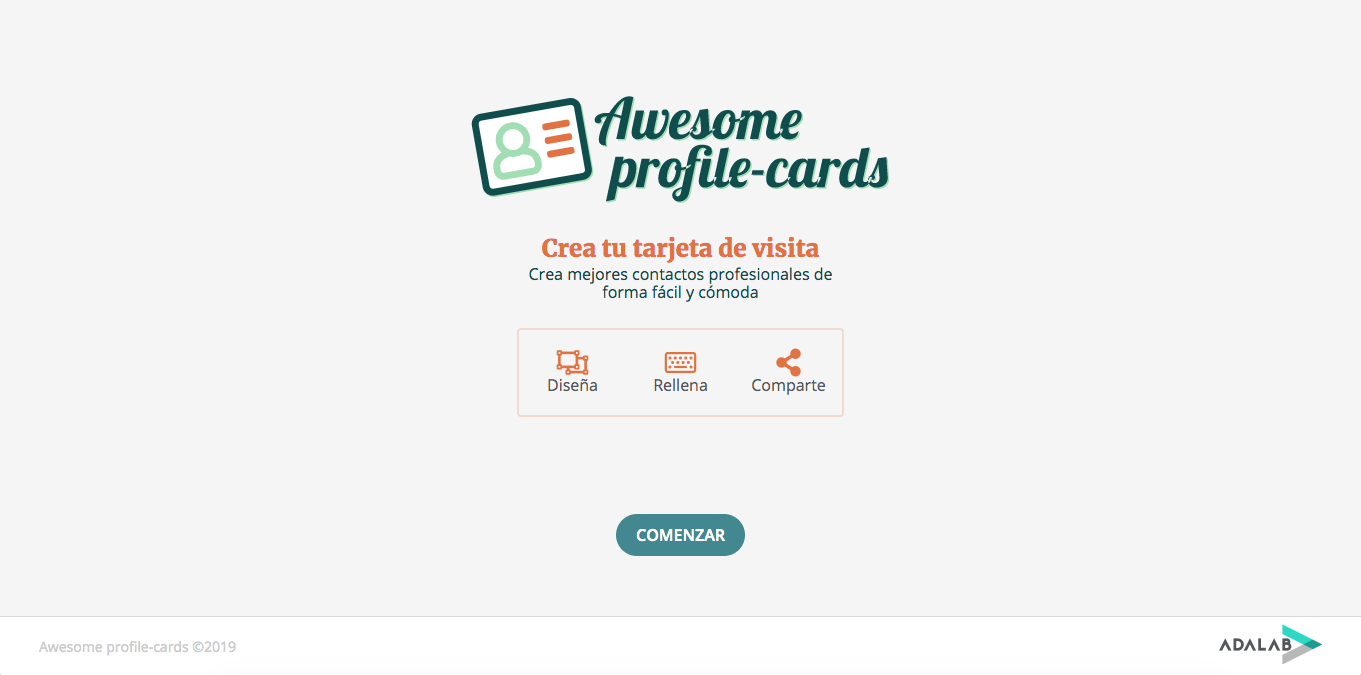 Awesome
profile-cards
Crea tu tarjeta de visita
Crea mejores contactos profesionales de
forma fácil y cómoda
Diseña
Rellena
Comparte
COMENZAR
Awesome profile-cards ©2019
ADALAB